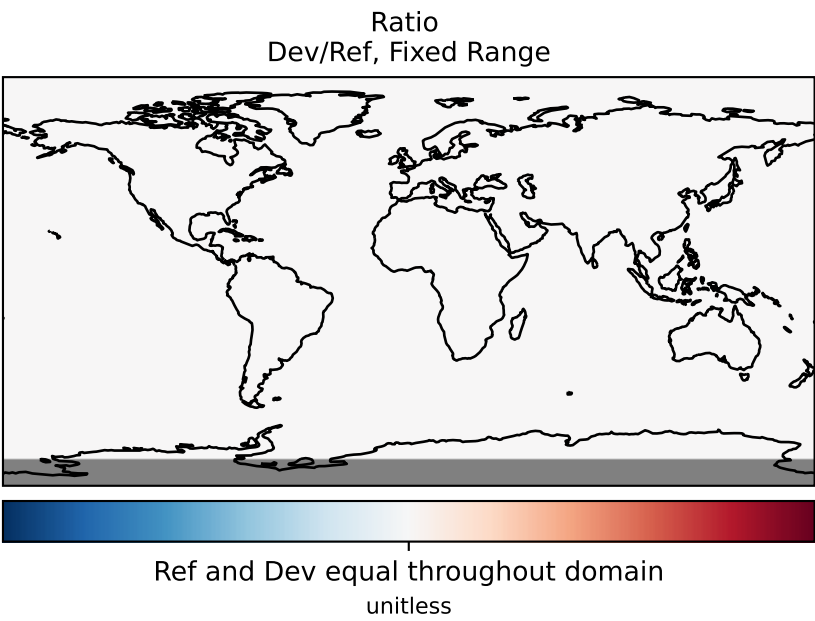 Ratio
Dev/Ref, Fixed Range
Ref and Dev equal throughout domain
unitless